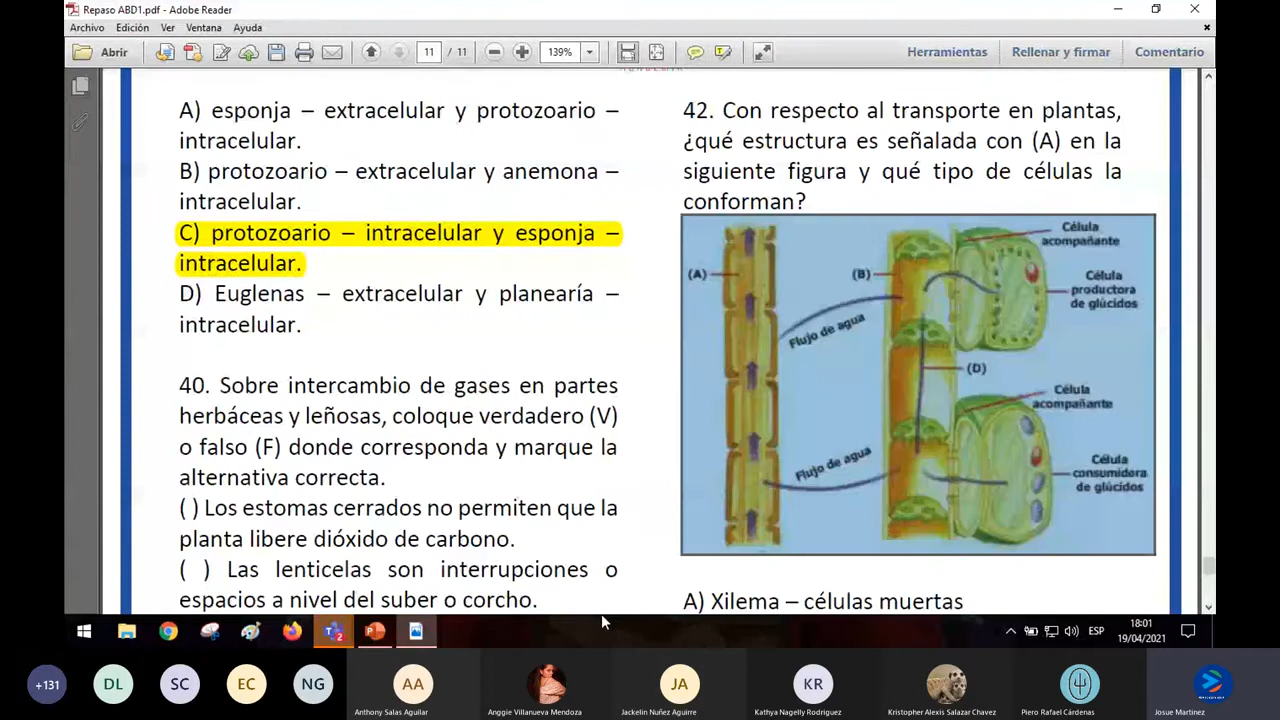 Repaso ABD1.pdf - Adobe Reader
Archivo Edición Ver Ventana Ayuda
Abrir
11 / 11
139%
Herramientas
Rellenar y firmar
Comentario
A) esponja – extracelular y protozoario –
intracelular.
B) protozoario – extracelular y anemona –
intracelular.
C) protozoario – intracelular y esponja –
intracelular.
D) Euglenas – extracelular y planearía –
intracelular.
40. Sobre intercambio de gases en partes
herbáceas y leñosas, coloque verdadero (V)
o falso (F) donde corresponda y marque la
alternativa correcta.
( ) Los estomas cerrados no permiten que la
planta libere dióxido de carbono.
( ) Las lenticelas son interrupciones o
espacios a nivel del suber o corcho.
42. Con respecto al transporte en plantas,
¿qué estructura es señalada con (A) en la
siguiente figura y qué tipo de células la
conforman?
(A)
(B)
Célula
acompañante
Célula
productora
de glúcidos
Flujo de agua
(D)
Célula
acompañante
Flujo de agua
Célula
consumidora
de glúcidos
A) Xilema – células muertas
2
ESP
18:01
19/04/2021
+131
DL
SC
EC
NG
AA
JA
KR
Anthony Salas Aguilar
Anggie Villanueva Mendoza
Jackelin Nuñez Aguirre
Kathya Nagelly Rodriguez
Kristopher Alexis Salazar Chavez
Piero Rafael Cárdenas
Josue Martinez